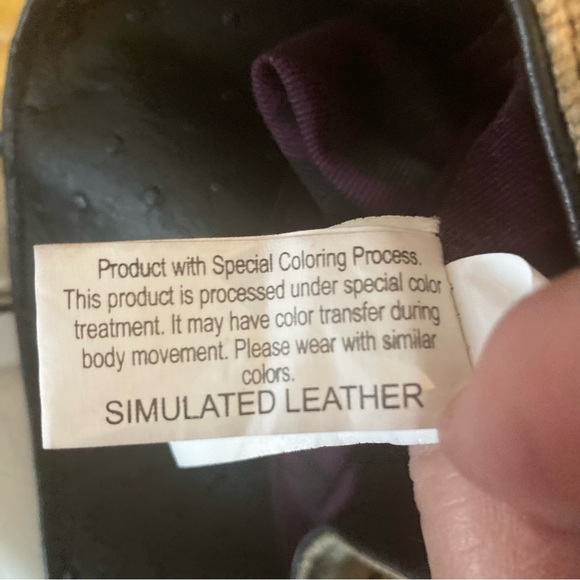 Product with Special Coloring Process.
This product is processed under special color
treatment. It may have color transfer during
body movement. Please wear with similar
colors.
SIMULATED LEATHER